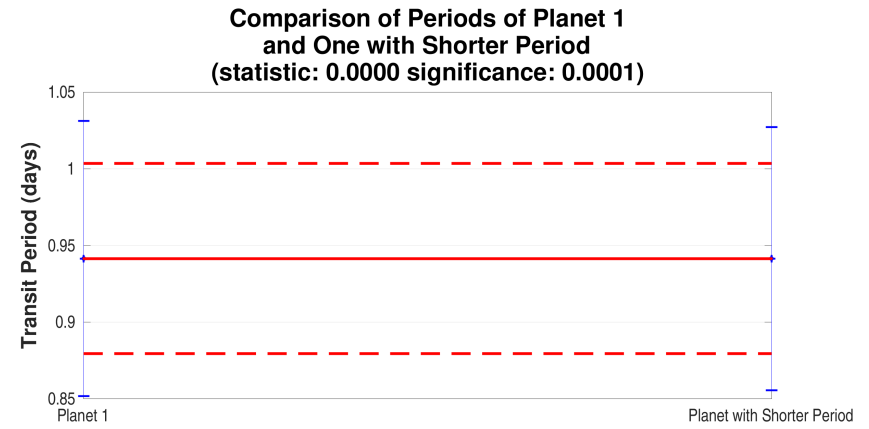 Comparison of Periods of Planet 1
and One with Shorter Period
(statistic: 0.0000 significance: 0.0001)
1.05
1
0.95
0.9
0.85
Transit Period (days)
Planet 1
Planet with Shorter Period